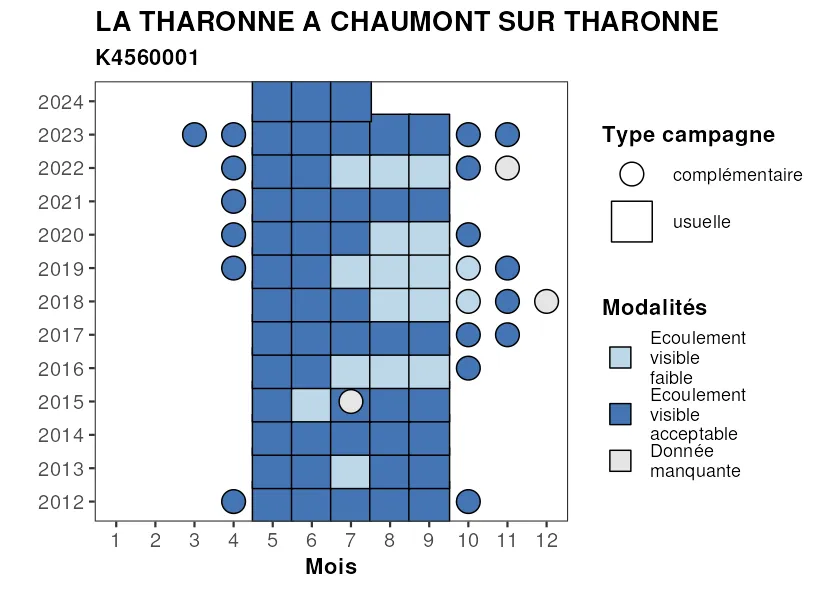 LA THARONNE A CHAUMONT SUR THARONNE
K4560001
2024
2023
2022
2021
2020
2019
2018
2017
2016
2015
2014
2013
2012
1 2 3 4 5 6 7 8 9 10 11 12
Mois
Type campagne
complémentaire
usuelle
Modalités
Ecoulement
visible
faible
Ecoulement
visible
acceptable
Donnée
manquante